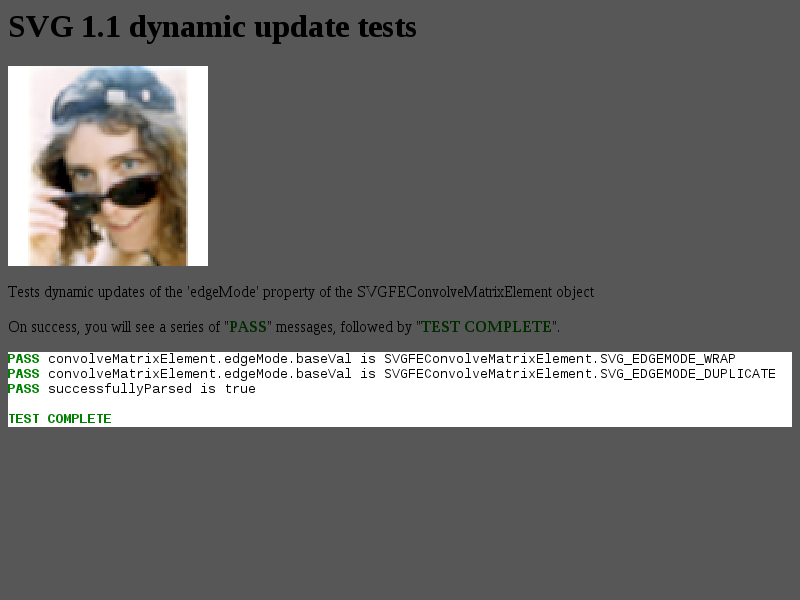 SVG 1.1 dynamic update tests
Tests dynamic updates of the 'edgeMode' property of the SVGFEConvolveMatrixElement object
On success, you will see a series of "PASS" messages, followed by "TEST COMPLETE".
PASS convolveMatrixElement.edgeMode.baseVal is SVGFEConvolveMatrixElement.SVG_EDGEMODE_WRAP
PASS convolveMatrixElement.edgeMode.baseVal is SVGFEConvolveMatrixElement.SVG_EDGEMODE_DUPLICATE
PASS successfullyParsed is true
TEST COMPLETE